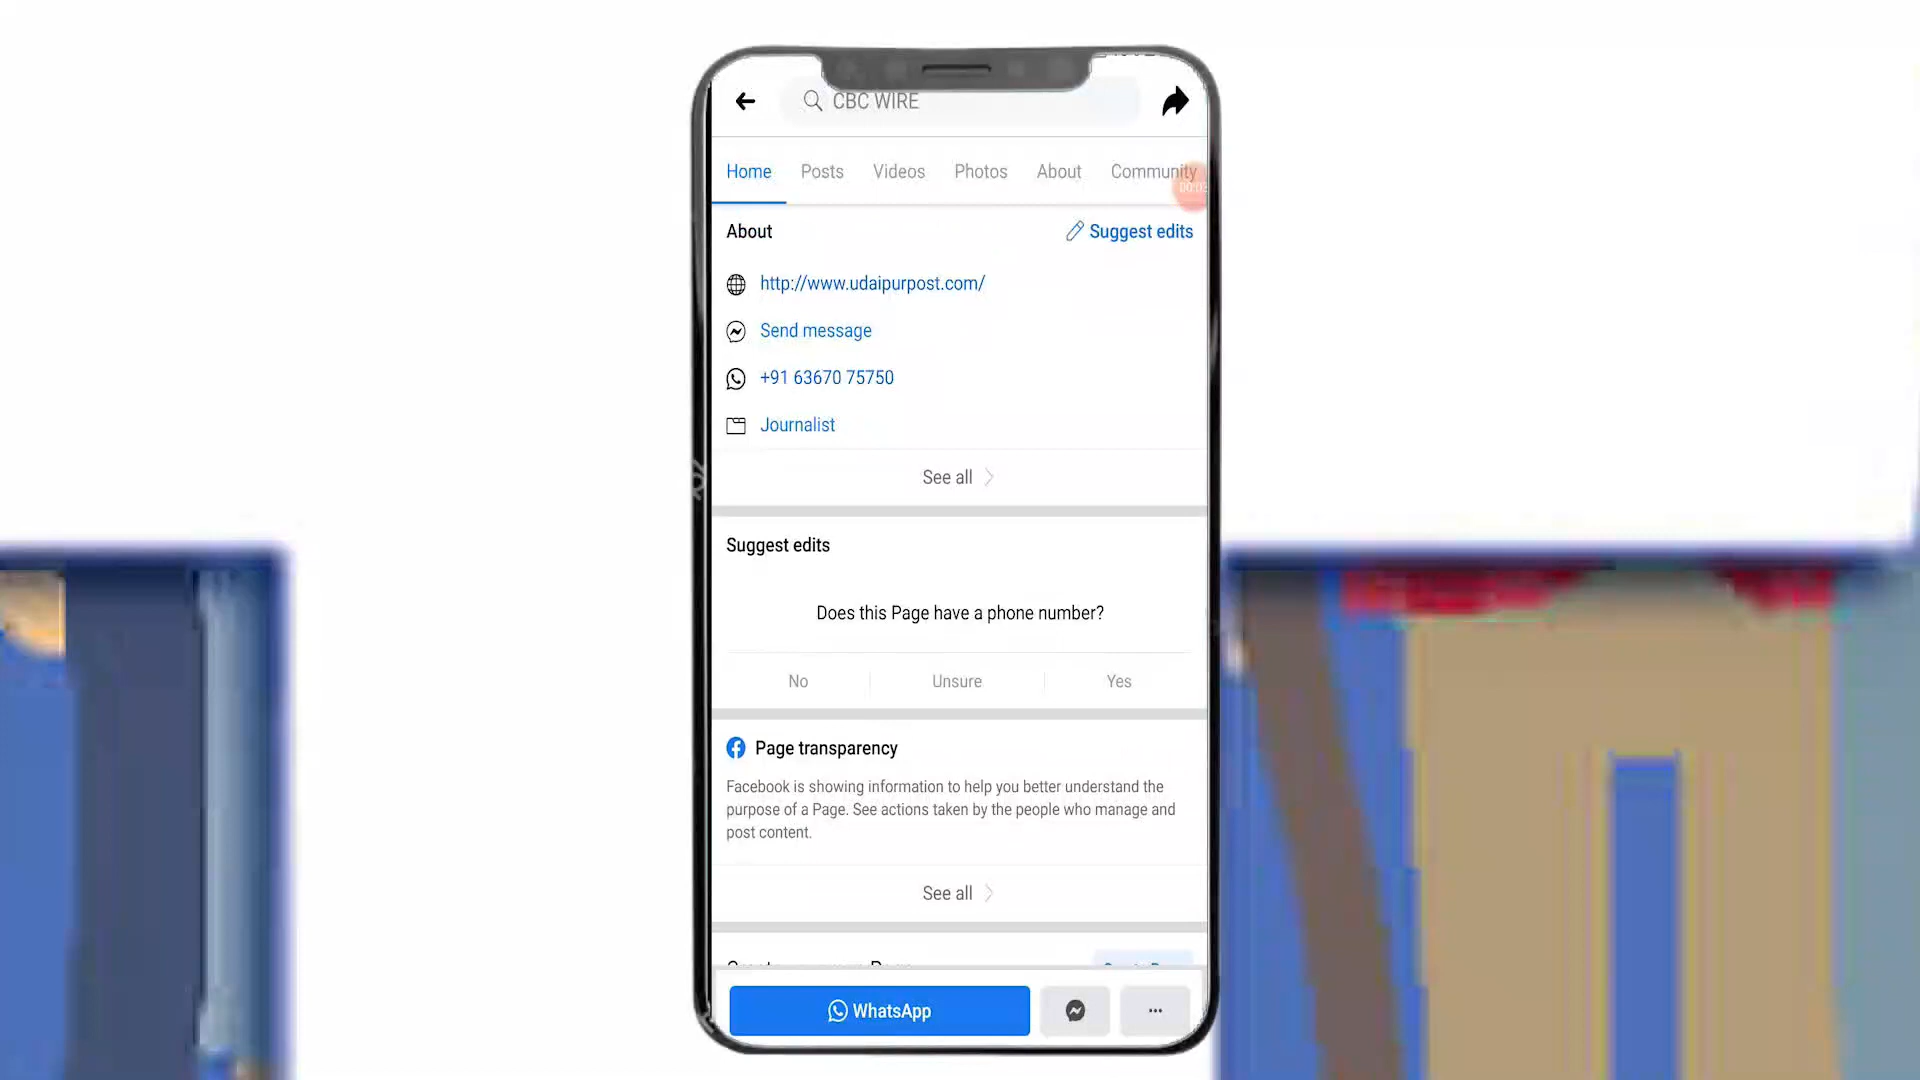 CBC WIRE
Home Posts Videos Photos About Community
00:03
About Suggest edits
http://www.udaipurpost.com/
Send message
+91 63670 75750
Journalist
See all
Suggest edits
Does this Page have a phone number?
No Unsure Yes
Page transparency
Facebook is showing information to help you better understand the
purpose of a Page. See actions taken by the people who manage and
post content.
See all
WhatsApp